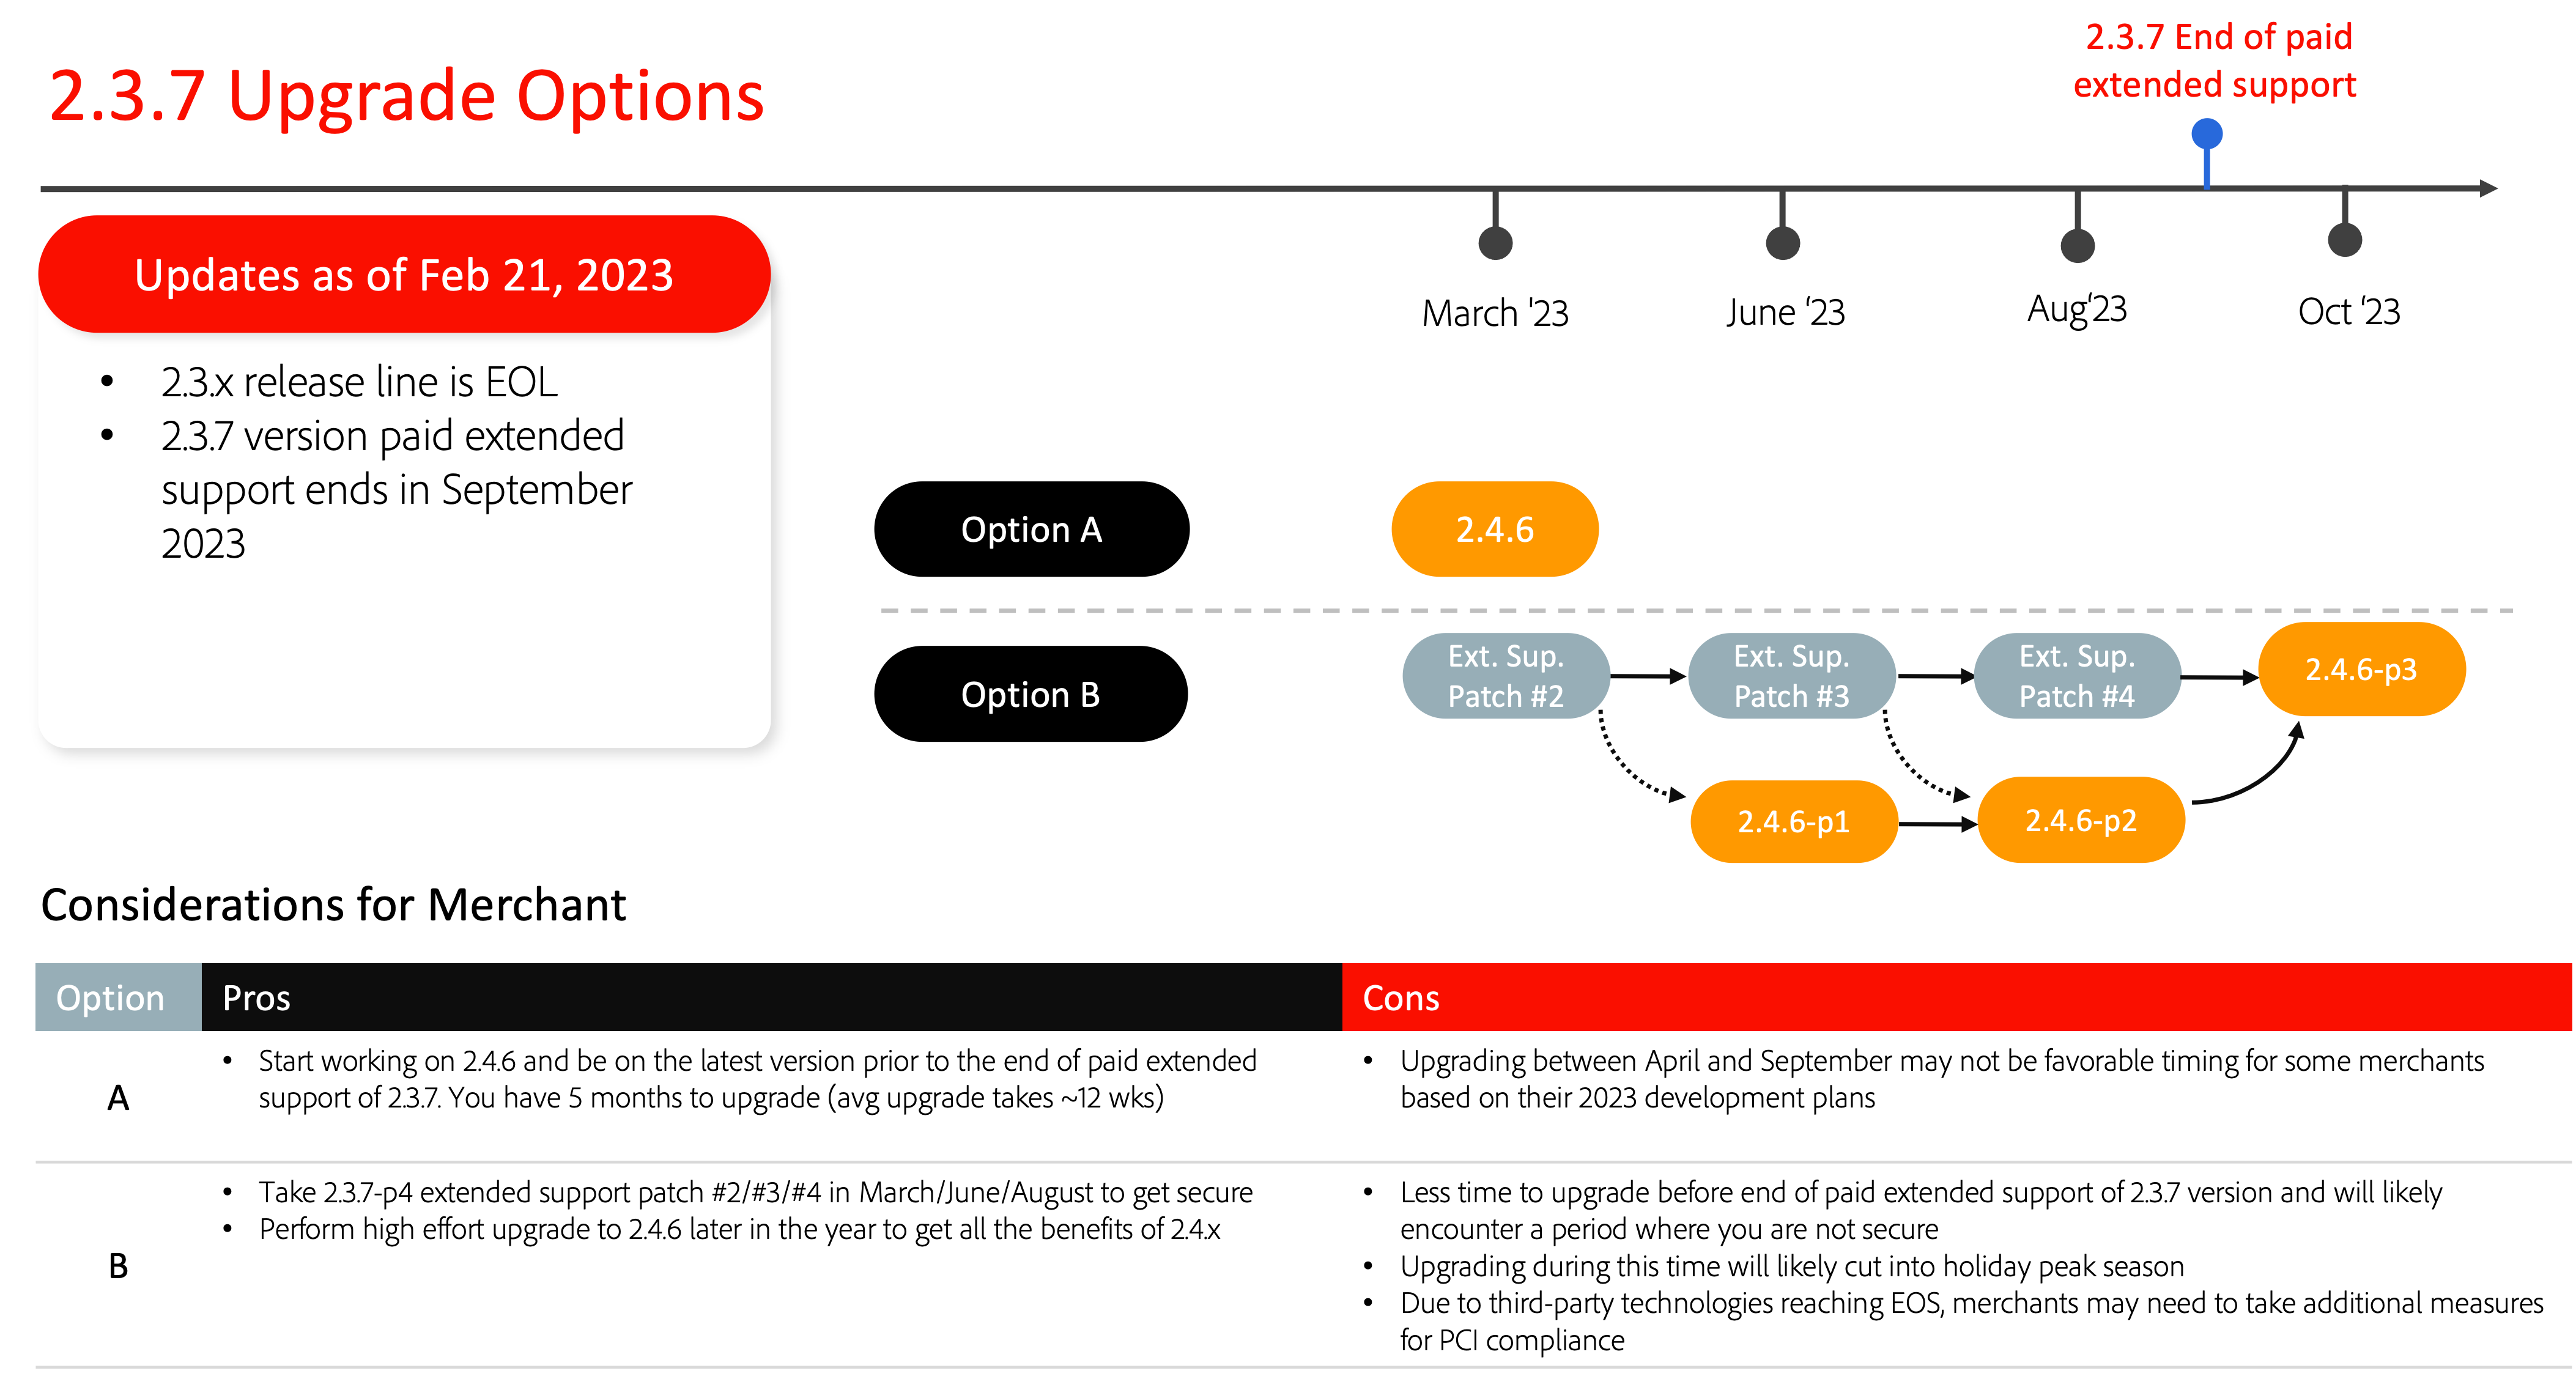 2.3.7 End of paid
extended support
2.3.7 Upgrade Options
Updates as of Feb 21, 2023
• 2.3.x release line is EOL
• 2.3.7 version paid extended
support ends in September
2023
March '23
June ‘23
Aug‘23
Oct ‘23
Option A
2.4.6
Option B
Ext. Sup.
Patch #2
Ext. Sup.
Patch #3
Ext. Sup.
Patch #4
2.4.6-p3
2.4.6-p1
2.4.6-p2
Considerations for Merchant
Option
Pros
Cons
A
• Start working on 2.4.6 and be on the latest version prior to the end of paid extended
support of 2.3.7. You have 5 months to upgrade (avg upgrade takes ~12 wks)
• Upgrading between April and September may not be favorable timing for some merchants
based on their 2023 development plans
B
• Take 2.3.7-p4 extended support patch #2/#3/#4 in March/June/August to get secure
• Perform high effort upgrade to 2.4.6 later in the year to get all the benefits of 2.4.x
• Less time to upgrade before end of paid extended support of 2.3.7 version and will likely
encounter a period where you are not secure
• Upgrading during this time will likely cut into holiday peak season
• Due to third-party technologies reaching EOS, merchants may need to take additional measures
for PCI compliance